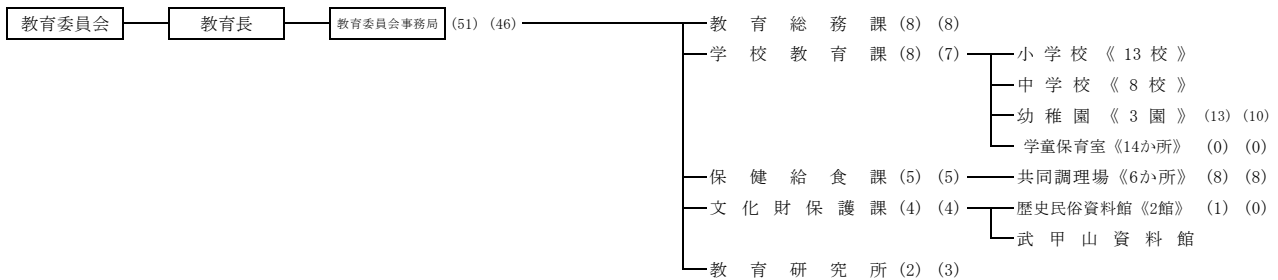 教育委員会 教育長 教育委員会事務局 (51) (46) 教育総務課 (8) (8)
学校教育課 (8) (7) 小学校《13校》
中学校《8校》
幼稚園《3園》 (13) (10)
学童保育室《14か所》 (0) (0)
保健給食課 (5) (5) 共同調理場《6か所》 (8) (8)
文化財保護課 (4) (4) 歴史民俗資料館《2館》 (1) (0)
武甲山資料館
教育研究所 (2) (3)